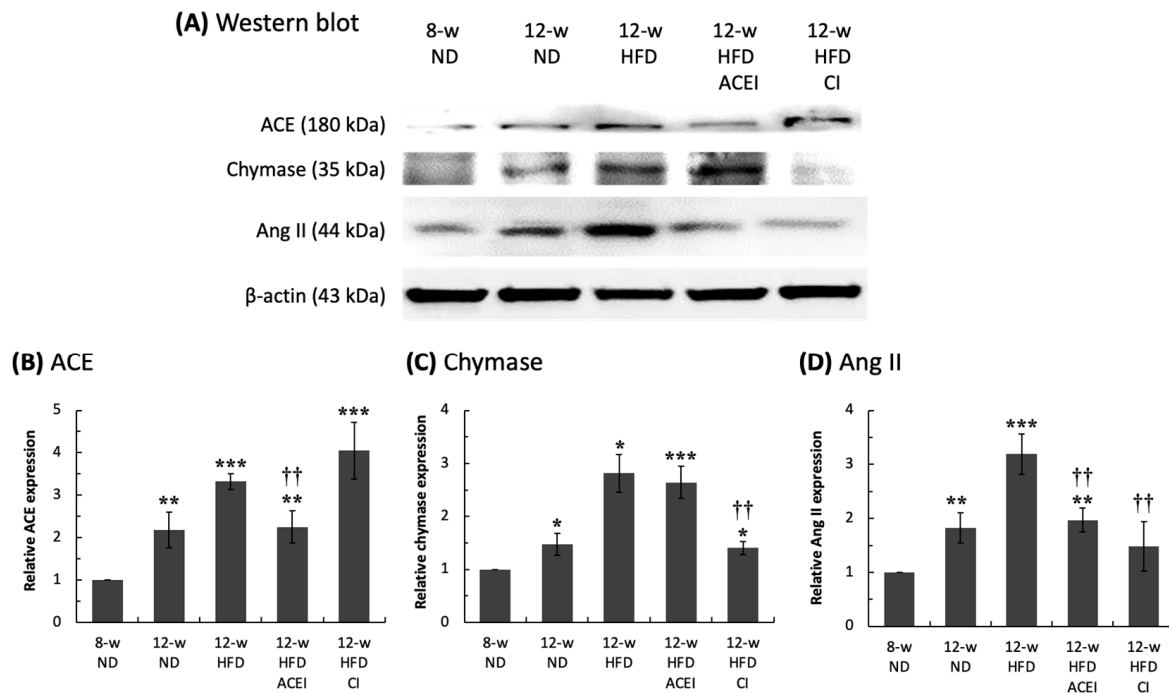 (A) Western blot
8-w 12-w 12-w 12-w 12-w
ND ND HFD HFD HFD
ACEI CI
ACE (180 kDa)
Chymase (35 kDa)
Ang II (44 kDa)
β-actin (43 kDa)
(B) ACE
Relative ACE expression
5
4
3
2
1
0
**
***
††
**
***
8-w 12-w 12-w 12-w 12-w
ND ND HFD HFD HFD
ACEI CI
(C) Chymase
Relative chymase expression
4
3
2
1
0
*
*
***
††
*
8-w 12-w 12-w 12-w 12-w
ND ND HFD HFD HFD
ACEI CI
(D) Ang II
Relative Ang II expression
4
3
2
1
0
**
***
††
**
††
8-w 12-w 12-w 12-w 12-w
ND ND HFD HFD HFD
ACEI CI